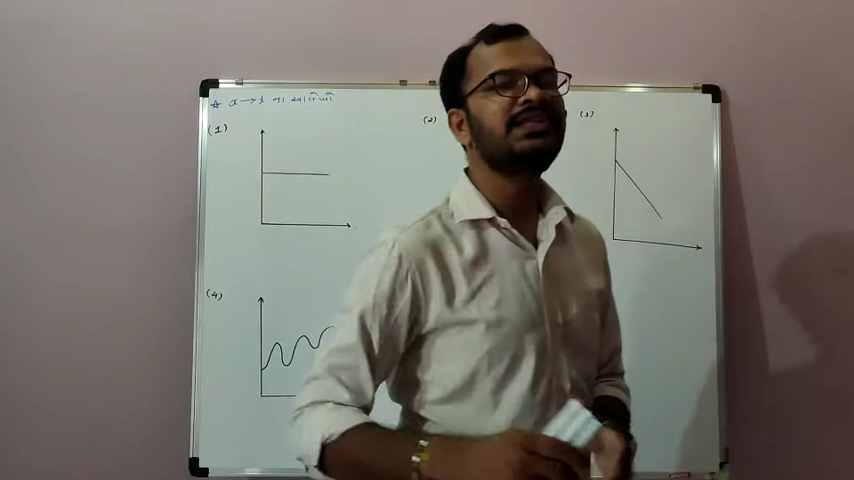 * x → t ના આલેખો
(1)
(2)
(3)
(4)